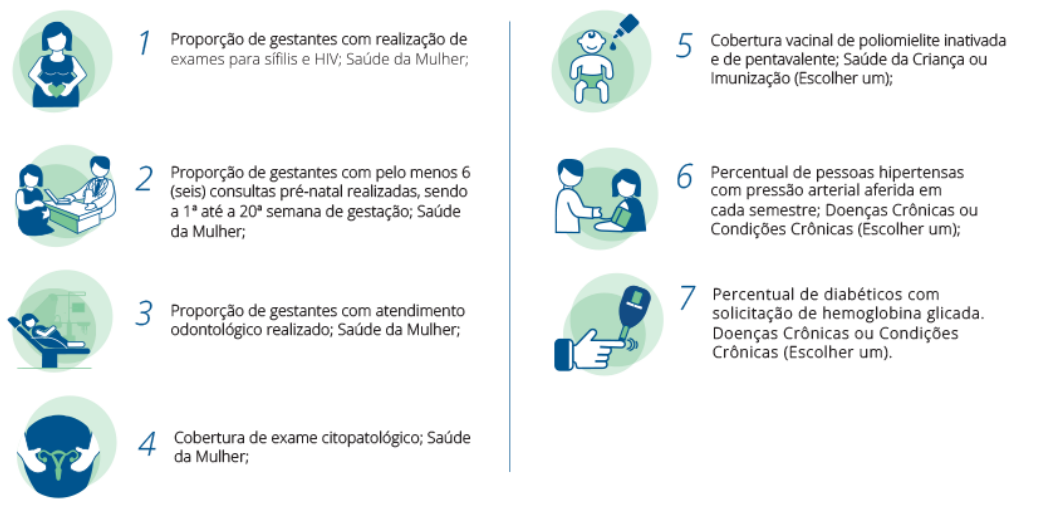 1
Proporção de gestantes com realização de
exames para sífilis e HIV; Saúde da Mulher;
2
Proporção de gestantes com pelo menos 6
(seis) consultas pré-natal realizadas, sendo
a 1ª até a 20ª semana de gestação; Saúde
da Mulher;
3
Proporção de gestantes com atendimento
odontológico realizado; Saúde da Mulher;
4
Cobertura de exame citopatológico; Saúde
da Mulher;
5
Cobertura vacinal de poliomielite inativada
e de pentavalente; Saúde da Criança ou
Imunização (Escolher um);
6
Percentual de pessoas hipertensas
com pressão arterial aferida em
cada semestre; Doenças Crônicas ou
Condições Crônicas (Escolher um);
7
Percentual de diabéticos com
solicitação de hemoglobina glicada.
Doenças Crônicas ou Condições
Crônicas (Escolher um).